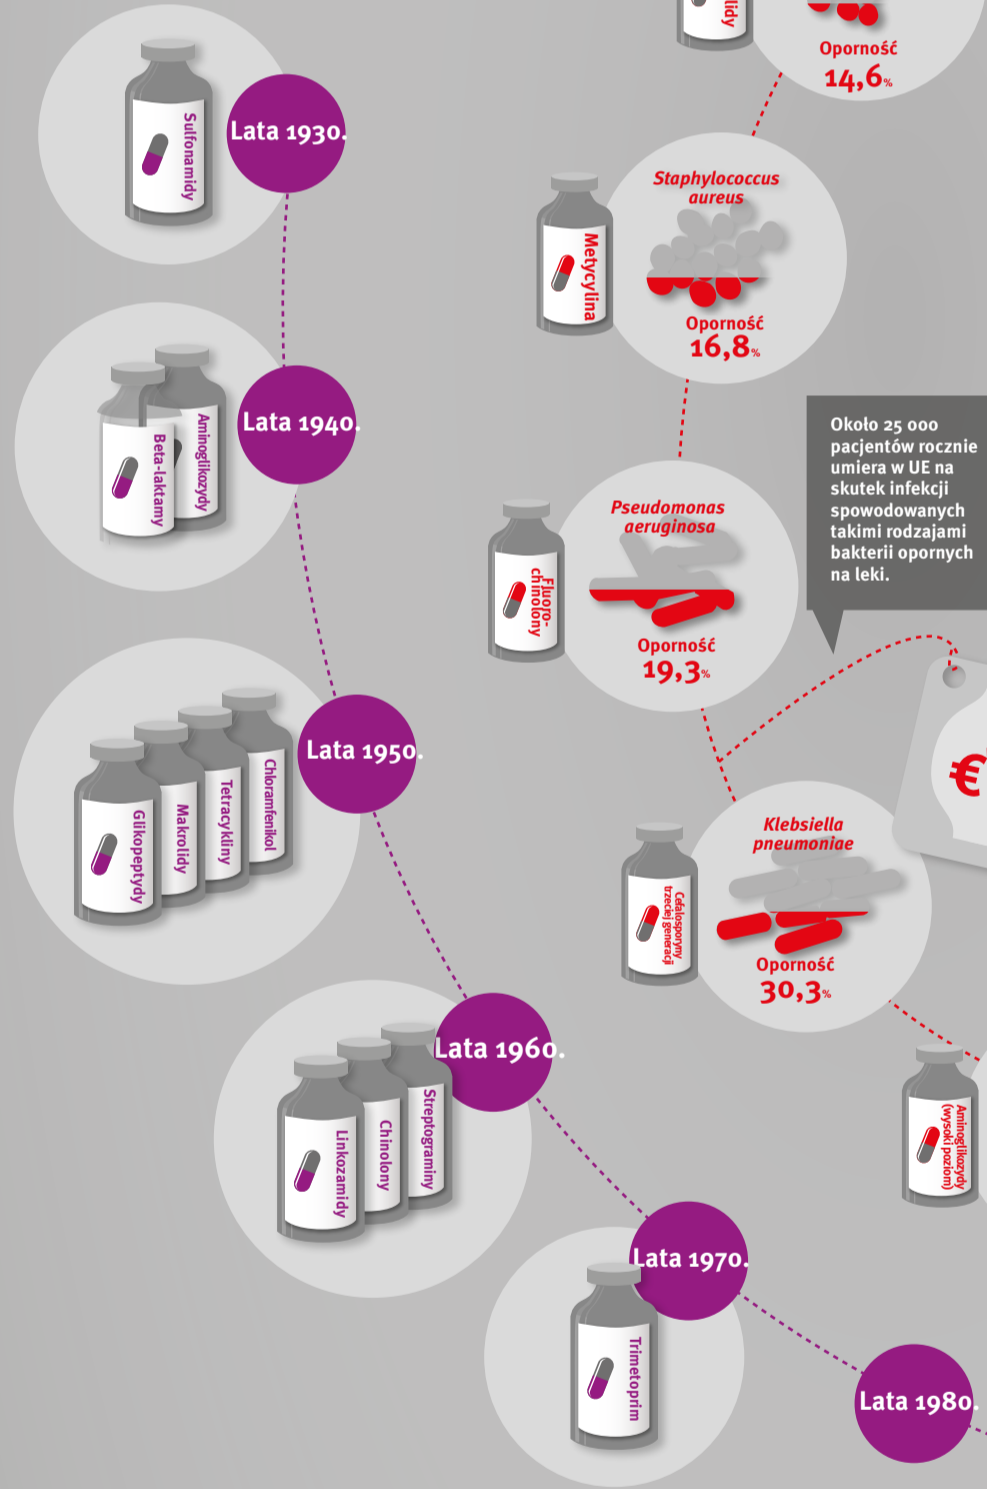 Sulfonamidy
Lata 1930.
Aminoglikozydy
Beta-laktamy
Lata 1940.
Chloramfenikol
Tetracykliny
Makrolidy
Glikopeptydy
Lata 1950.
Streptograminy
Chinolony
Linkozamidy
Lata 1960.
Trimetoprim
Lata 1970.
Lata 1980.
lidy
Oporność
14,6%
Metycylina
Staphylococcus
aureus
Oporność
16,8%
Fluoro-
chinolony
Pseudomonas
aeruginosa
Oporność
19,3%
Około 25 000
pacjentów rocznie
umiera w UE na
skutek infekcji
spowodowanych
takimi rodzajami
bakterii opornych
na leki.
€
Cefalosporyny
trzeciej generacji
Klebsiella
pneumoniae
Oporność
30,3%
Aminoglikozydy
(wysoki poziom)